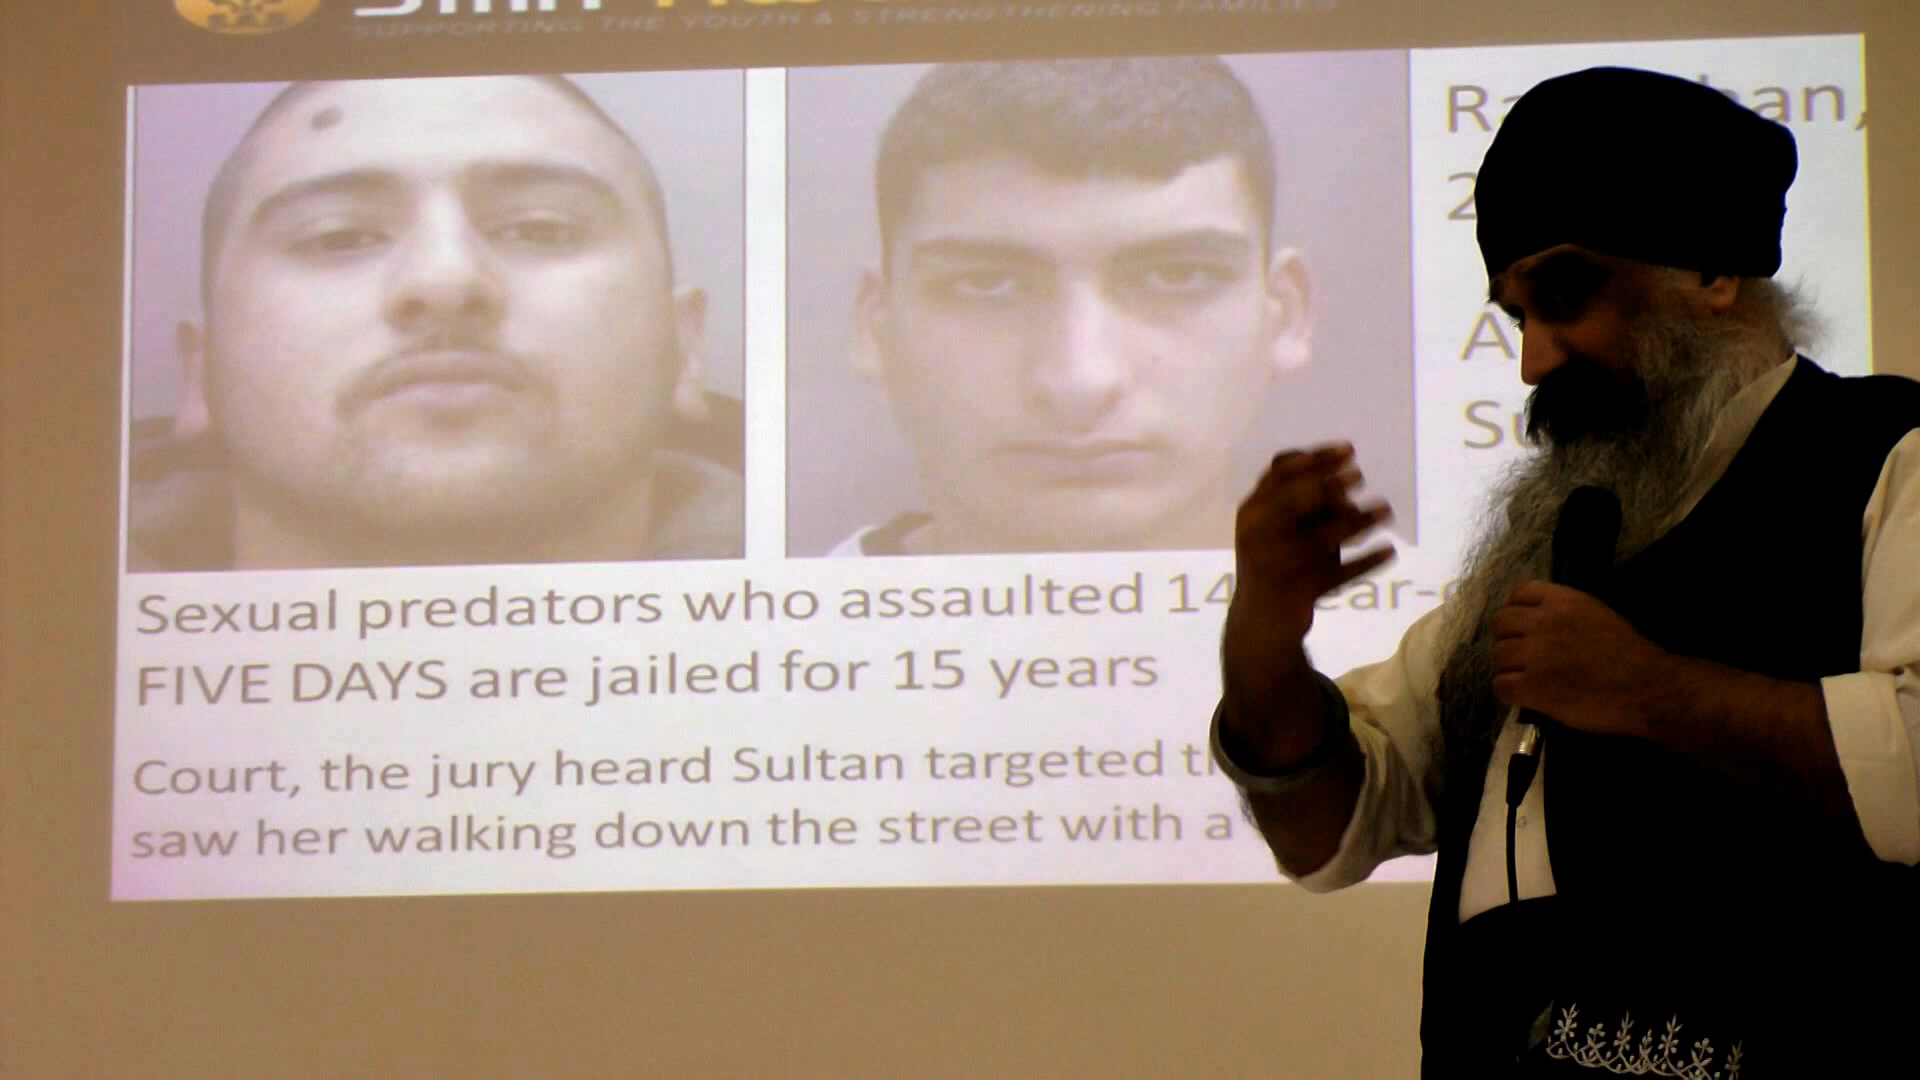 SUPPORTING THE YOUTH & STRENGTHENING FAMILIES
Sexual predators who assaulted 14
FIVE DAYS are jailed for 15 years
Court, the jury heard Sultan targeted
saw her walking down the street with a